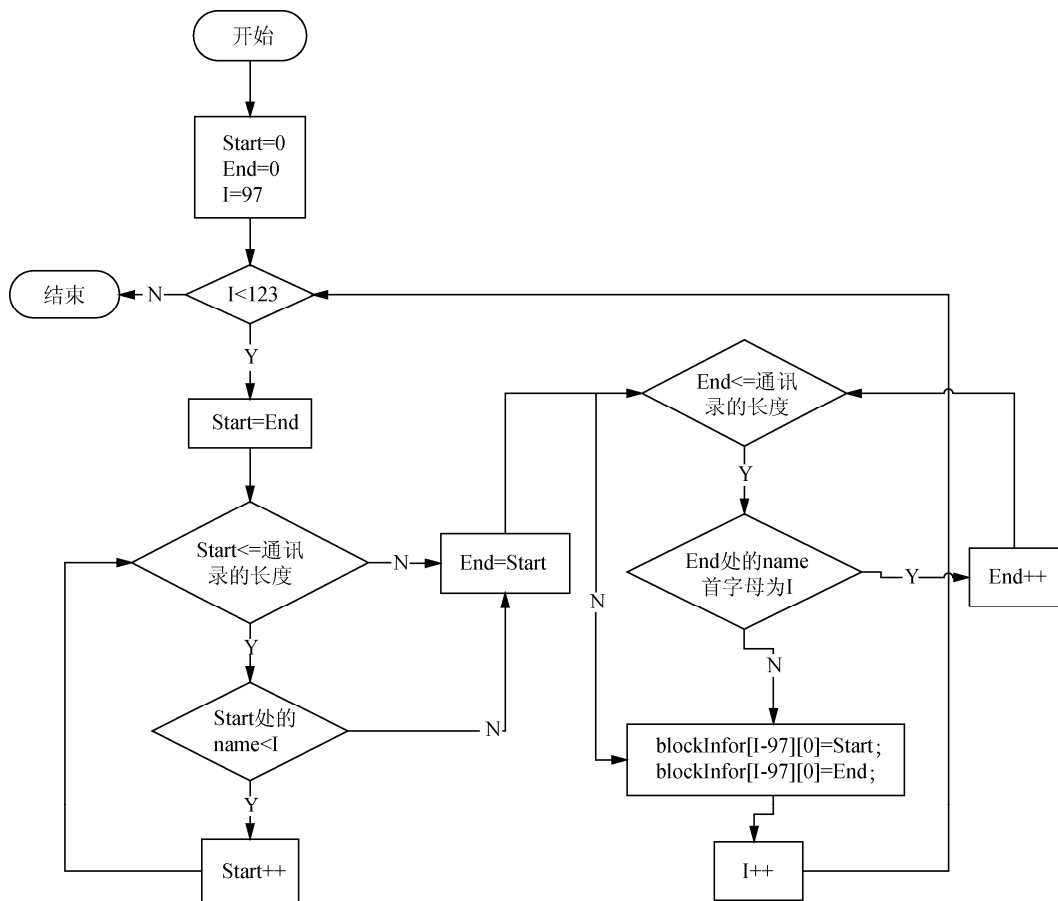 开始
Start=0
End=0
I=97
I<123
N
结束
Y
Start=End
Start<=通讯
录的长度
N
Y
Start处的
name<I
N
Y
Start++
End=Start
End<=通讯
录的长度
Y
N
End处的name
首字母为I
Y
End++
N
blockInfor[I-97][0]=Start;
blockInfor[I-97][0]=End;
I++